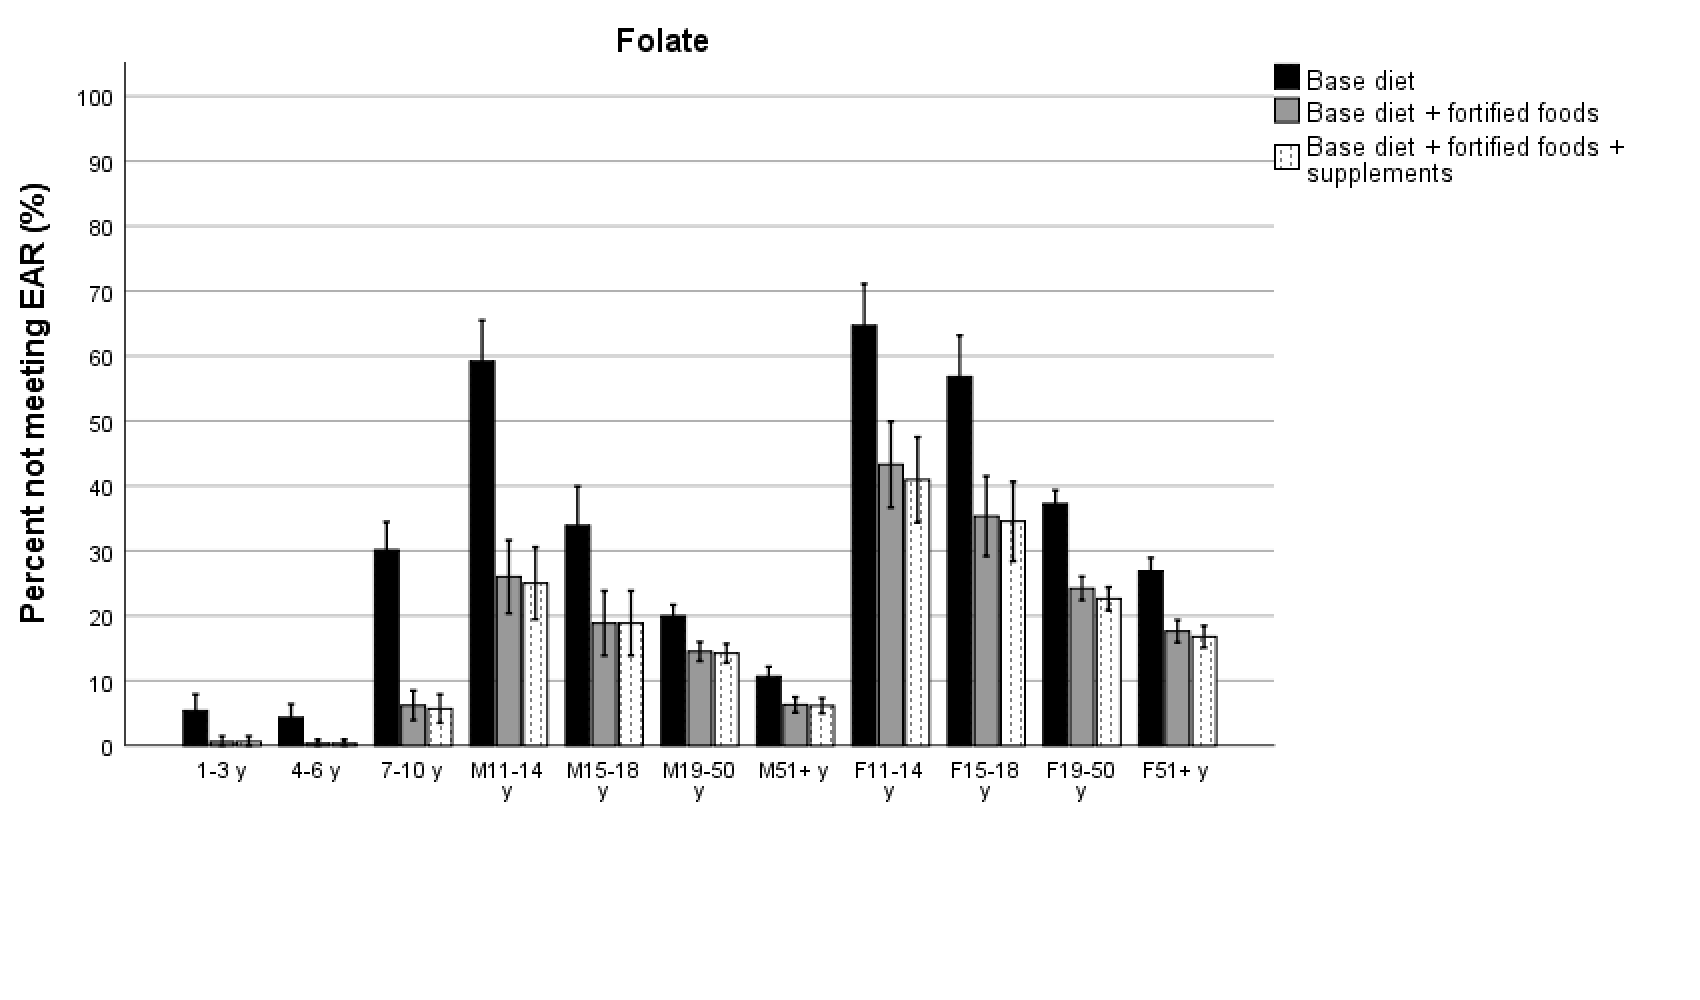 Folate
Base diet
Base diet + fortified foods
Base diet + fortified foods +
supplements
Percent not meeting EAR (%)
100
90
80
70
60
50
40
30
20
10
0
1-3 y
4-6 y
7-10 y
M11-14
y
M15-18
y
M19-50
y
M51+ y
F11-14
y
F15-18
y
F19-50
y
F51+ y